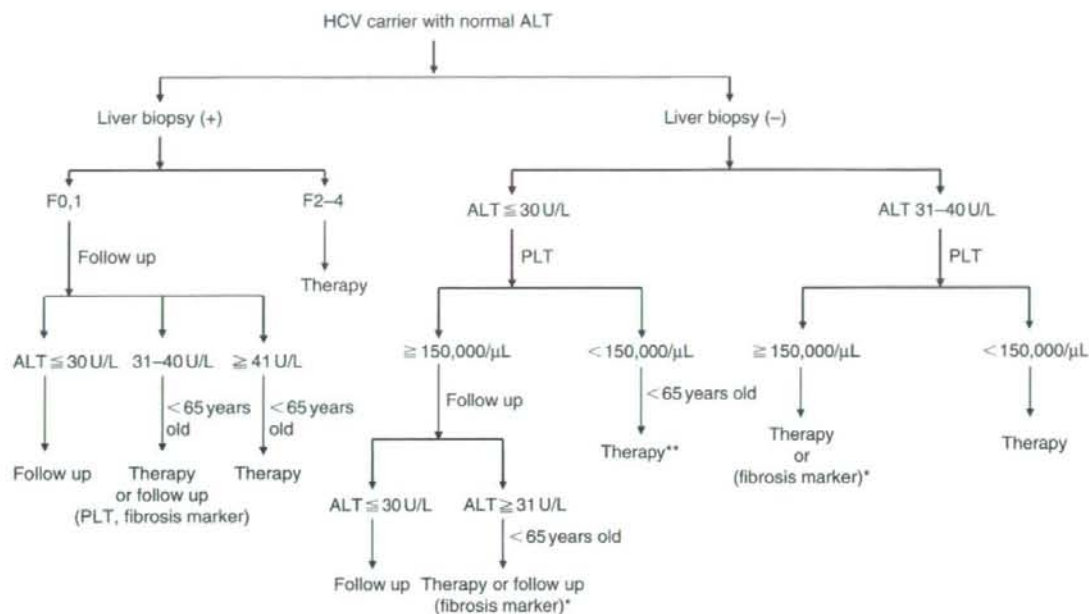 HCV carrier with normal ALT
Liver biopsy (+)
Liver biopsy (–)
F0,1
F2–4
ALT ≦ 30 U/L
ALT 31–40 U/L
Follow up
PLT
PLT
Therapy
ALT ≦ 30 U/L
31–40 U/L
≧ 41 U/L
≧ 150,000/μL
< 150,000/μL
≧ 150,000/μL
< 150,000/μL
< 65 years
old
< 65 years
old
Follow up
< 65 years old
Follow up
Therapy
or follow up
(PLT, fibrosis marker)
Therapy
Therapy**
Therapy
or
(fibrosis marker)*
Therapy
ALT ≦ 30 U/L
ALT ≧ 31 U/L
< 65 years old
Follow up
Therapy or follow up
(fibrosis marker)*